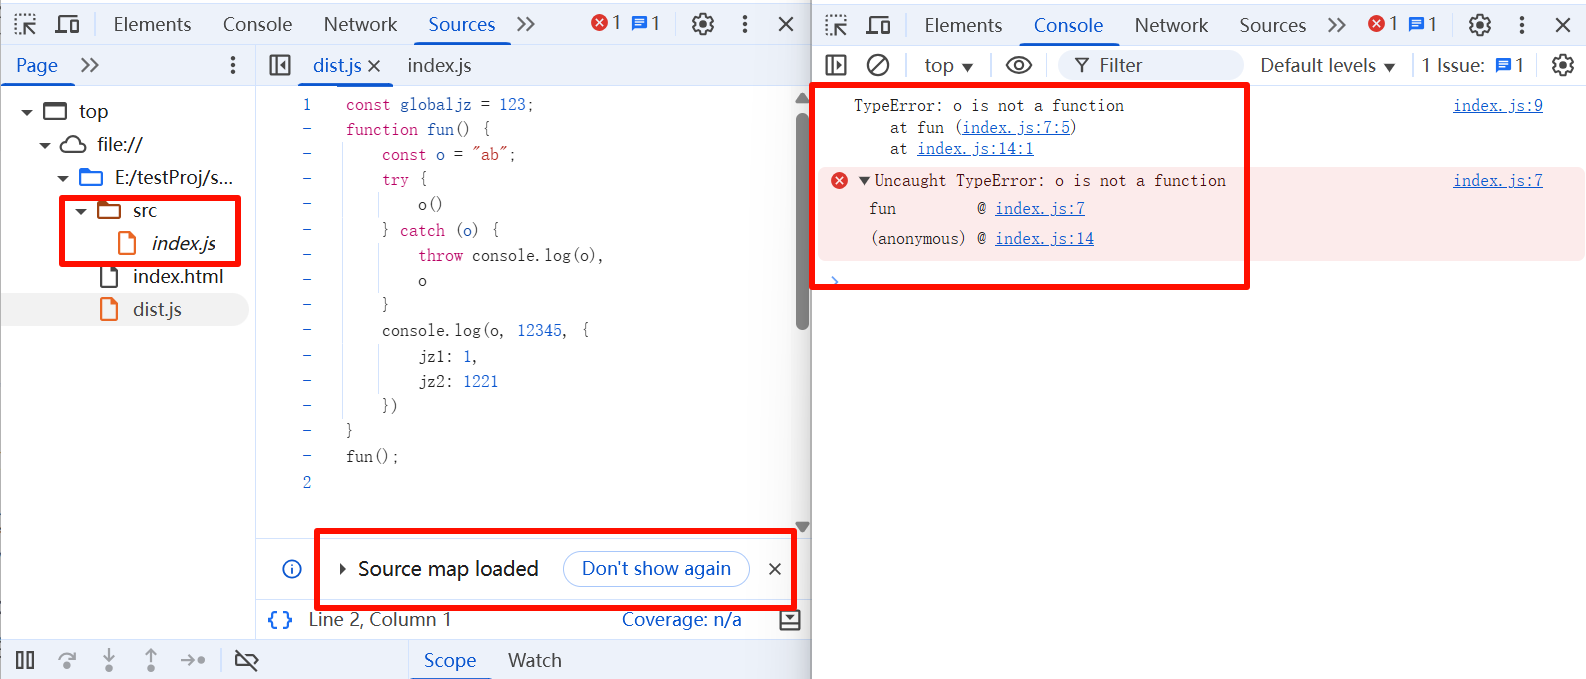 Elements Console Network Sources 1 1
Page
dist.js index.js
top
file://
E:/testProj/s...
src
index.js
index.html
dist.js
1 const globaljz = 123;
- function fun() {
- const o = "ab";
- try {
- o()
- } catch (o) {
- throw console.log(o),
- o
- }
- console.log(o, 12345, {
- jz1: 1,
- jz2: 1221
- })
- }
- fun();
2
Source map loaded Don't show again
{} Line 2, Column 1 Coverage: n/a
Scope Watch
Elements Console Network Sources 1 1
top Filter Default levels 1 Issue: 1
TypeError: o is not a function index.js:9
at fun (index.js:7:5)
at index.js:14:1
Uncaught TypeError: o is not a function index.js:7
fun @ index.js:7
(anonymous) @ index.js:14